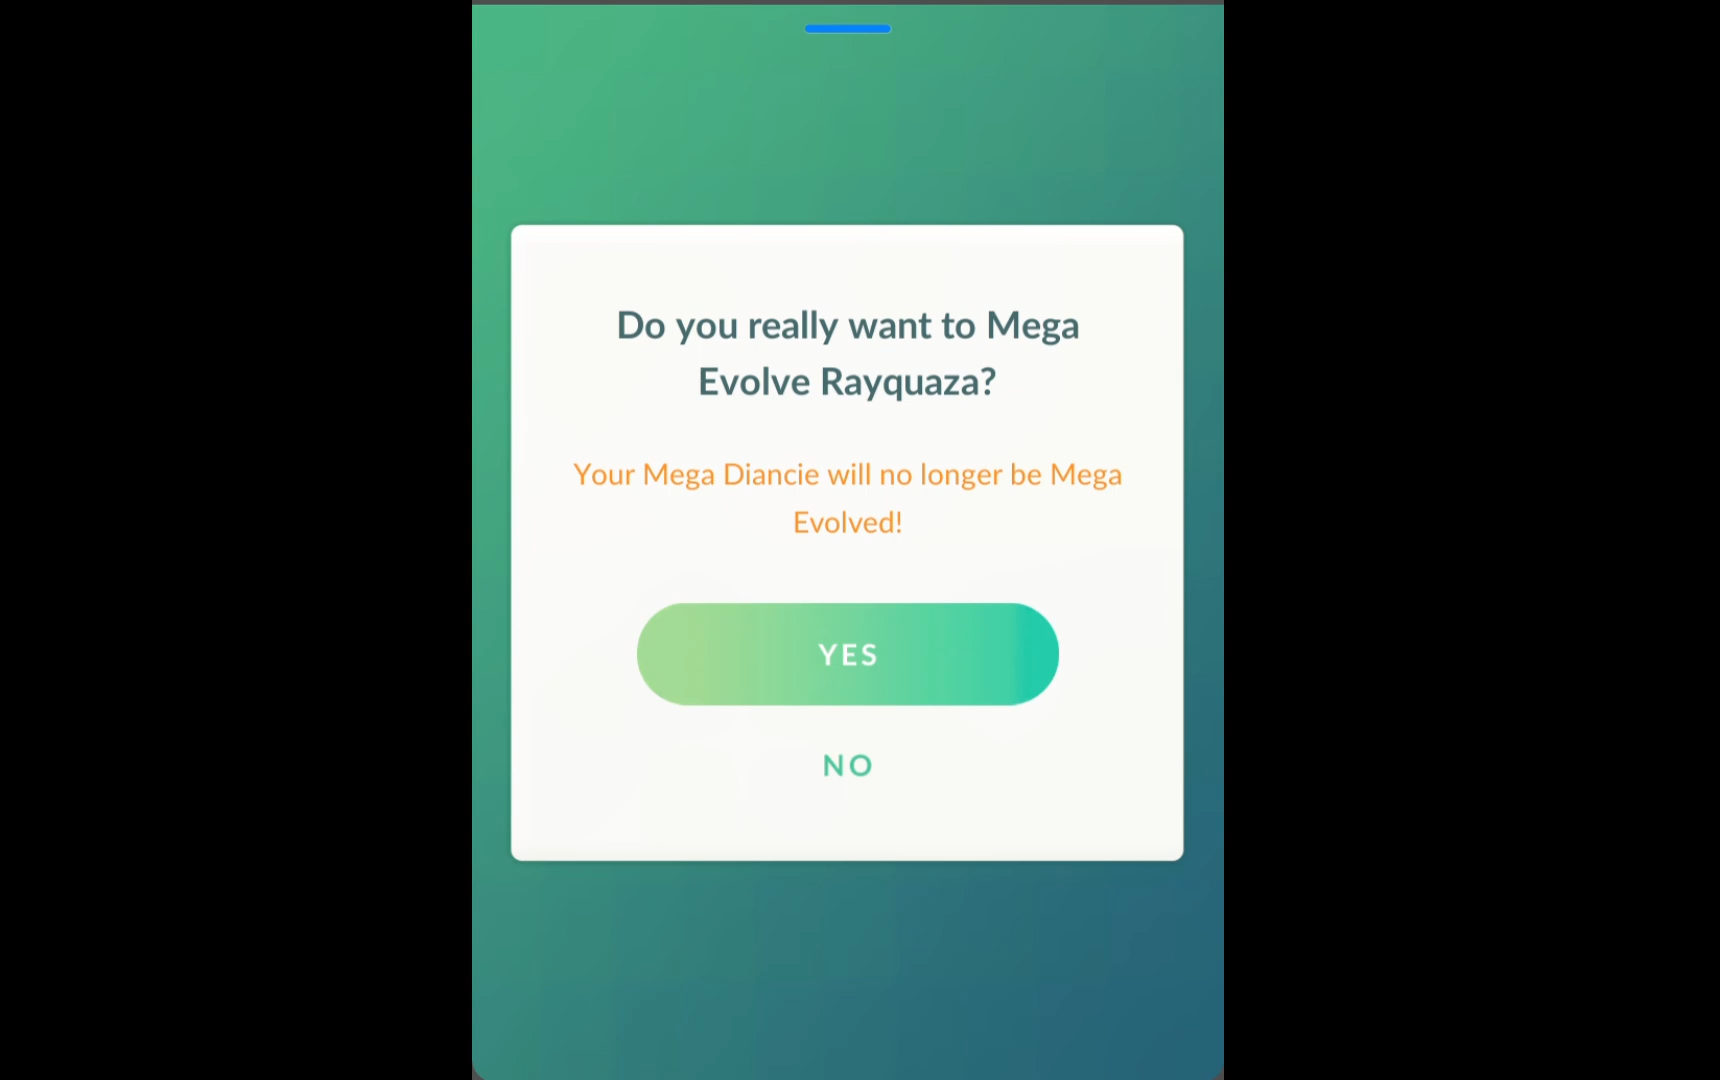 Do you really want to Mega
Evolve Rayquaza?
Your Mega Diancie will no longer be Mega
Evolved!
YES
NO